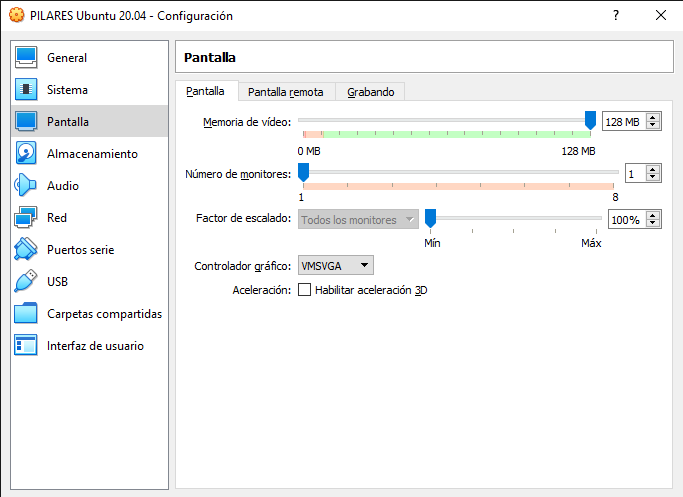 PILARES Ubuntu 20.04 - Configuración
General
Sistema
Pantalla
Almacenamiento
Audio
Red
Puertos serie
USB
Carpetas compartidas
Interfaz de usuario
Pantalla
Pantalla Pantalla remota Grabando
Memoria de vídeo: 128 MB
0 MB 128 MB
Número de monitores: 1
1 8
Factor de escalado: Todos los monitores 100%
Mín Máx
Controlador gráfico: VMSVGA
Aceleración: Habilitar aceleración 3D